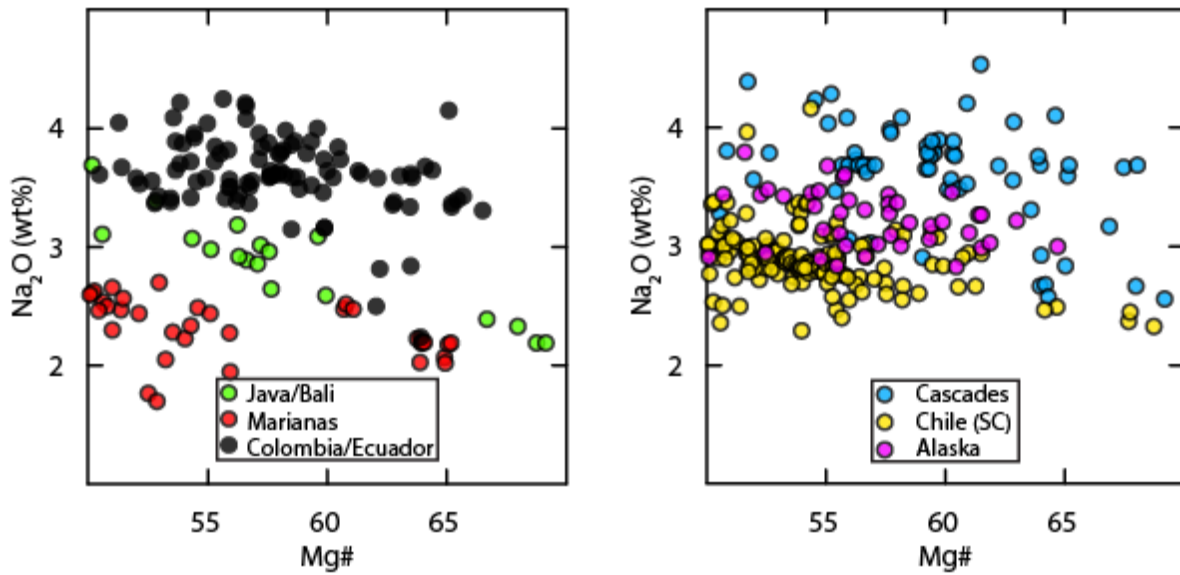 4
3
2
Na₂O (wt%)
Java/Bali
Marianas
Colombia/Ecuador
55 60 65
Mg#
4
3
2
Na₂O (wt%)
Cascades
Chile (SC)
Alaska
55 60 65
Mg#